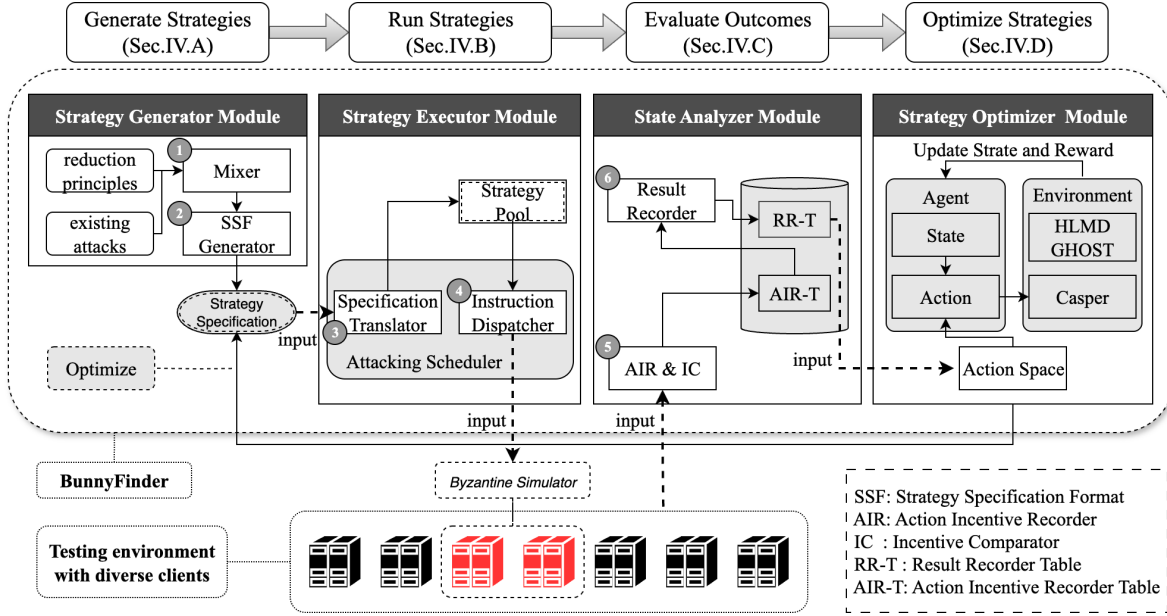 Generate Strategies
(Sec.IV.A)
Run Strategies
(Sec.IV.B)
Evaluate Outcomes
(Sec.IV.C)
Optimize Strategies
(Sec.IV.D)
Strategy Generator Module
reduction
principles
existing
attacks
1
Mixer
2
SSF
Generator
Strategy
Specification
input
Optimize
Strategy Executor Module
Strategy
Pool
Specification
Translator
3
4
Instruction
Dispatcher
Attacking Scheduler
input
State Analyzer Module
6
Result
Recorder
RR-T
AIR-T
5
AIR & IC
input
input
Strategy Optimizer Module
Update Strate and Reward
Agent
State
Action
Environment
HLMD
GHOST
Casper
Action Space
BunnyFinder
Byzantine Simulator
Testing environment
with diverse clients
SSF: Strategy Specification Format
AIR: Action Incentive Recorder
IC : Incentive Comparator
RR-T : Result Recorder Table
AIR-T: Action Incentive Recorder Table